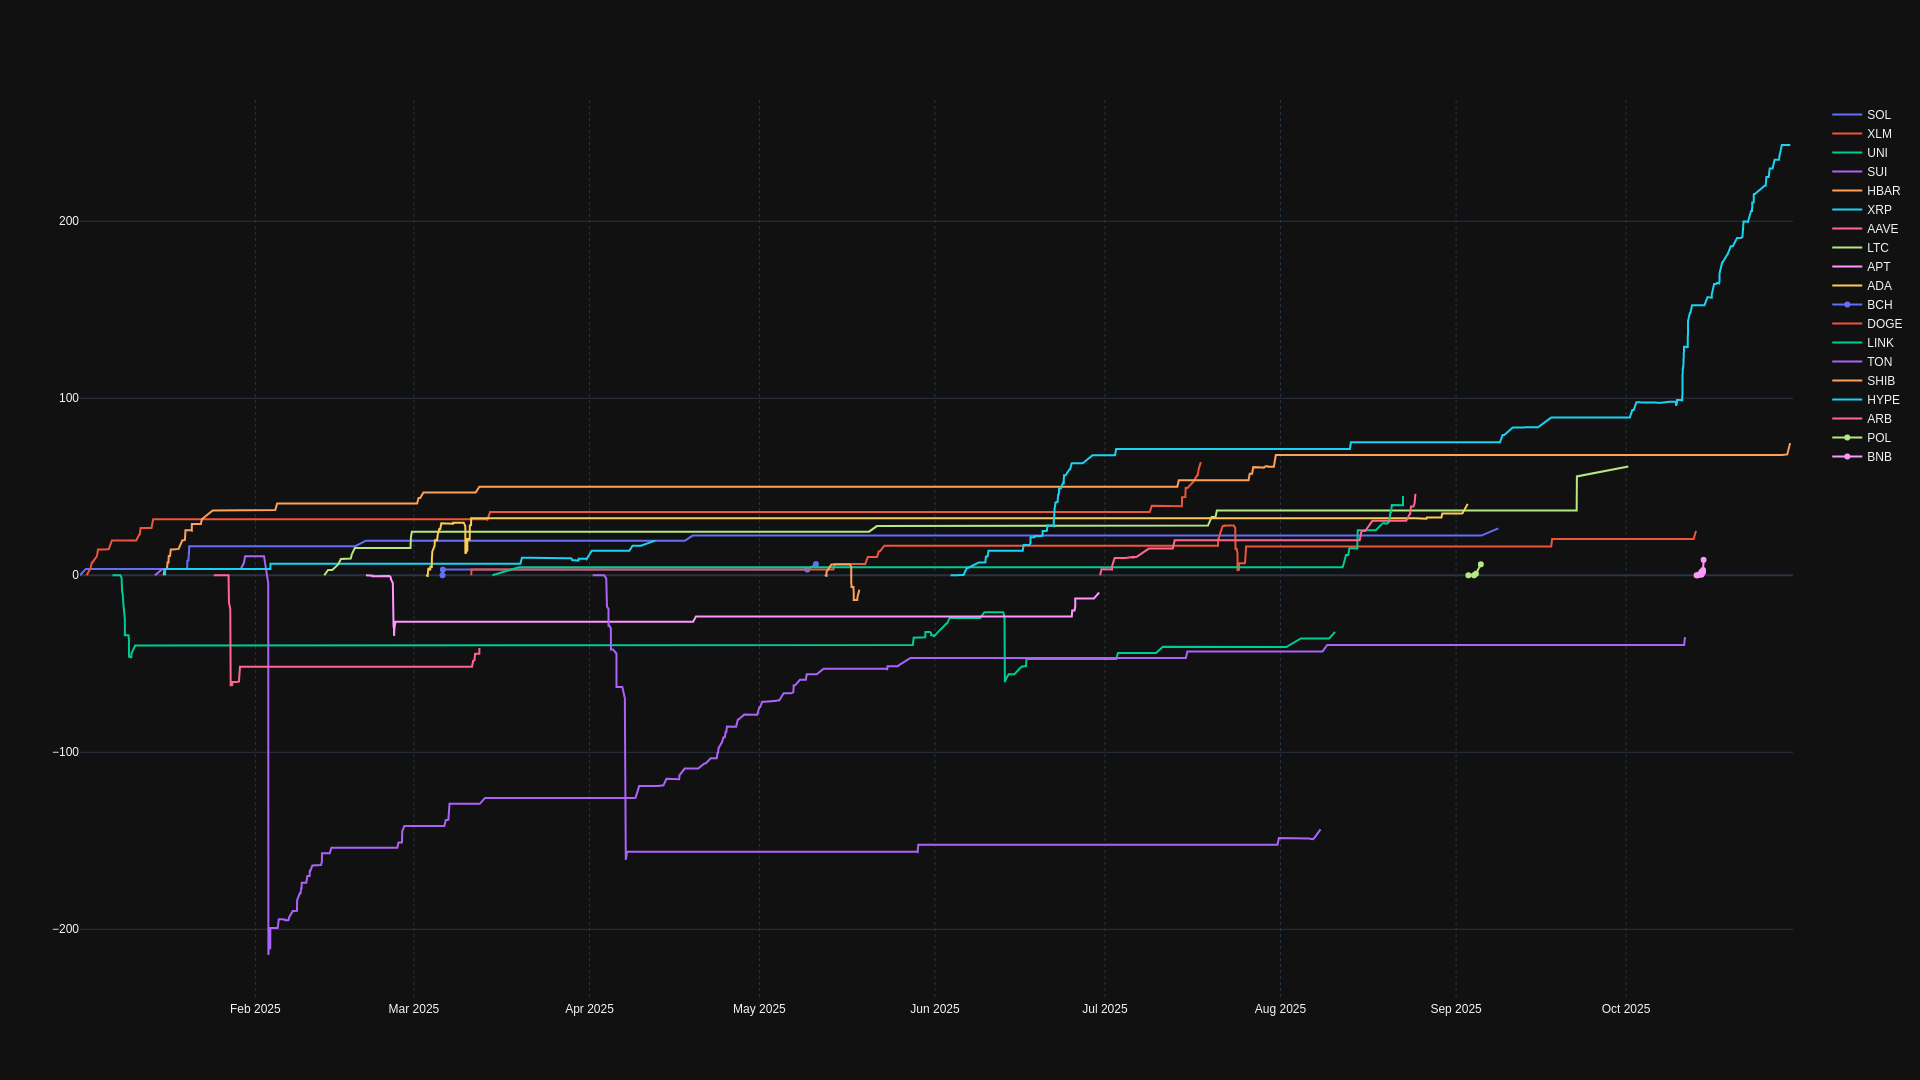 200
100
0
−100
−200
Feb 2025
Mar 2025
Apr 2025
May 2025
Jun 2025
Jul 2025
Aug 2025
Sep 2025
Oct 2025
SOL
XLM
UNI
SUI
HBAR
XRP
AAVE
LTC
APT
ADA
BCH
DOGE
LINK
TON
SHIB
HYPE
ARB
POL
BNB